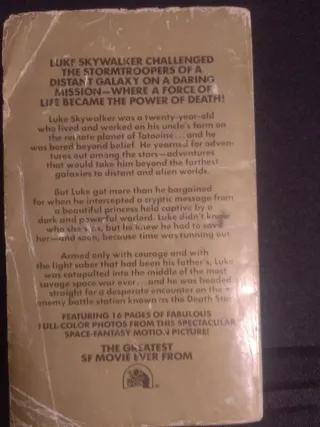 LUKE SKYWALKER CHALLENGED
THE STORMTROOPERS OF A
DISTANT GALAXY ON A DARING
MISSION—WHERE A FORCE OF
LIFE BECAME THE POWER OF DEATH!
Luke Skywalker was a twenty-year-old
who lived and worked on his uncle's farm on
the remote planet of Tatooine... and he
was bored beyond belief. He yearned for adven-
tures out among the stars—adventures
that would take him beyond the farthest
galaxies to distant and alien worlds.
But Luke got more than he bargained
for when he intercepted a cryptic message from
a beautiful princess held captive by a
dark and powerful warlord. Luke didn't know
who she was, but he knew he had to save
her—and soon, because time was running out.
Armed only with courage and with
the light saber that had been his father's, Luke
was catapulted into the middle of the most
savage space war ever... and he was headed
straight for a desperate encounter on the
enemy battle station known as the Death Star!
FEATURING 16 PAGES OF FABULOUS
FULL-COLOR PHOTOS FROM THIS SPECTACULAR
SPACE-FANTASY MOTION PICTURE!
THE GREATEST
SF MOVIE EVER FROM